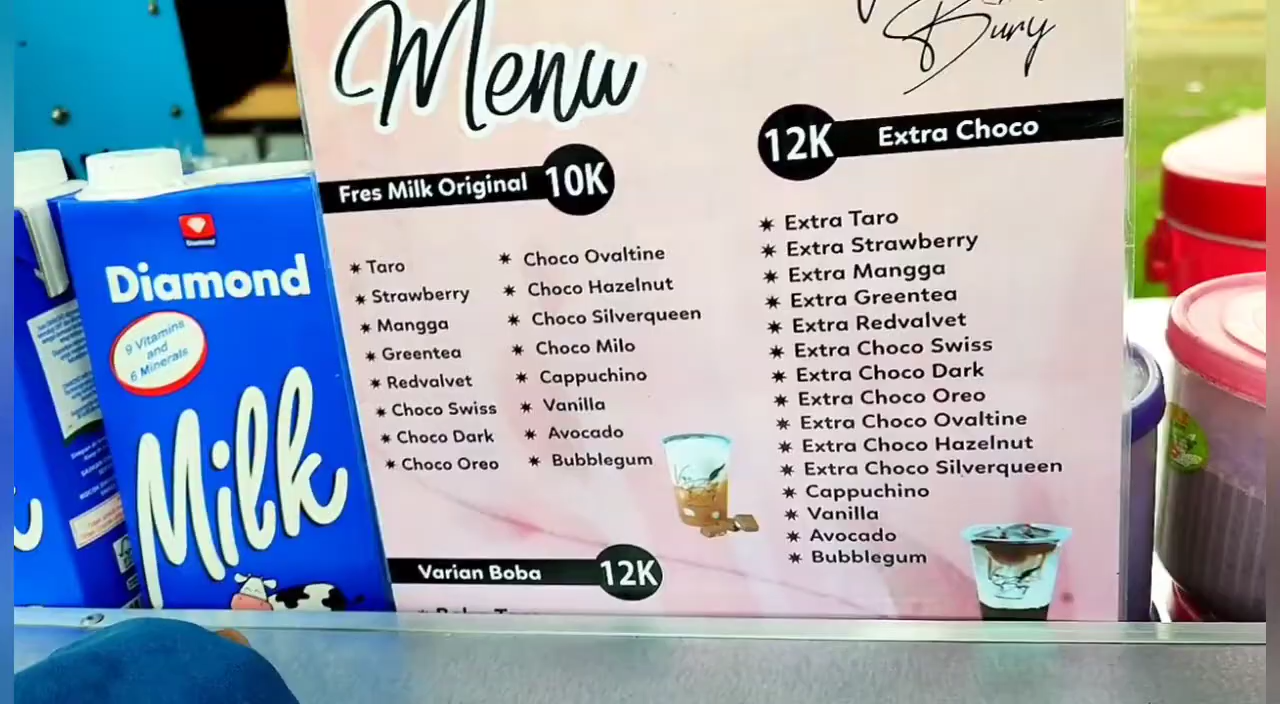 Menu
Bury
Fres Milk Original 10K
Taro
Strawberry
Mangga
Greentea
Redvalvet
Choco Swiss
Choco Dark
Choco Oreo
Choco Ovaltine
Choco Hazelnut
Choco Silverqueen
Choco Milo
Cappuchino
Vanilla
Avocado
Bubblegum
Varian Boba 12K
12K Extra Choco
Extra Taro
Extra Strawberry
Extra Mangga
Extra Greentea
Extra Redvalvet
Extra Choco Swiss
Extra Choco Dark
Extra Choco Oreo
Extra Choco Ovaltine
Extra Choco Hazelnut
Extra Choco Silverqueen
Cappuchino
Vanilla
Avocado
Bubblegum
Diamond
Diamond
9 Vitamins
and
6 Minerals
Milk